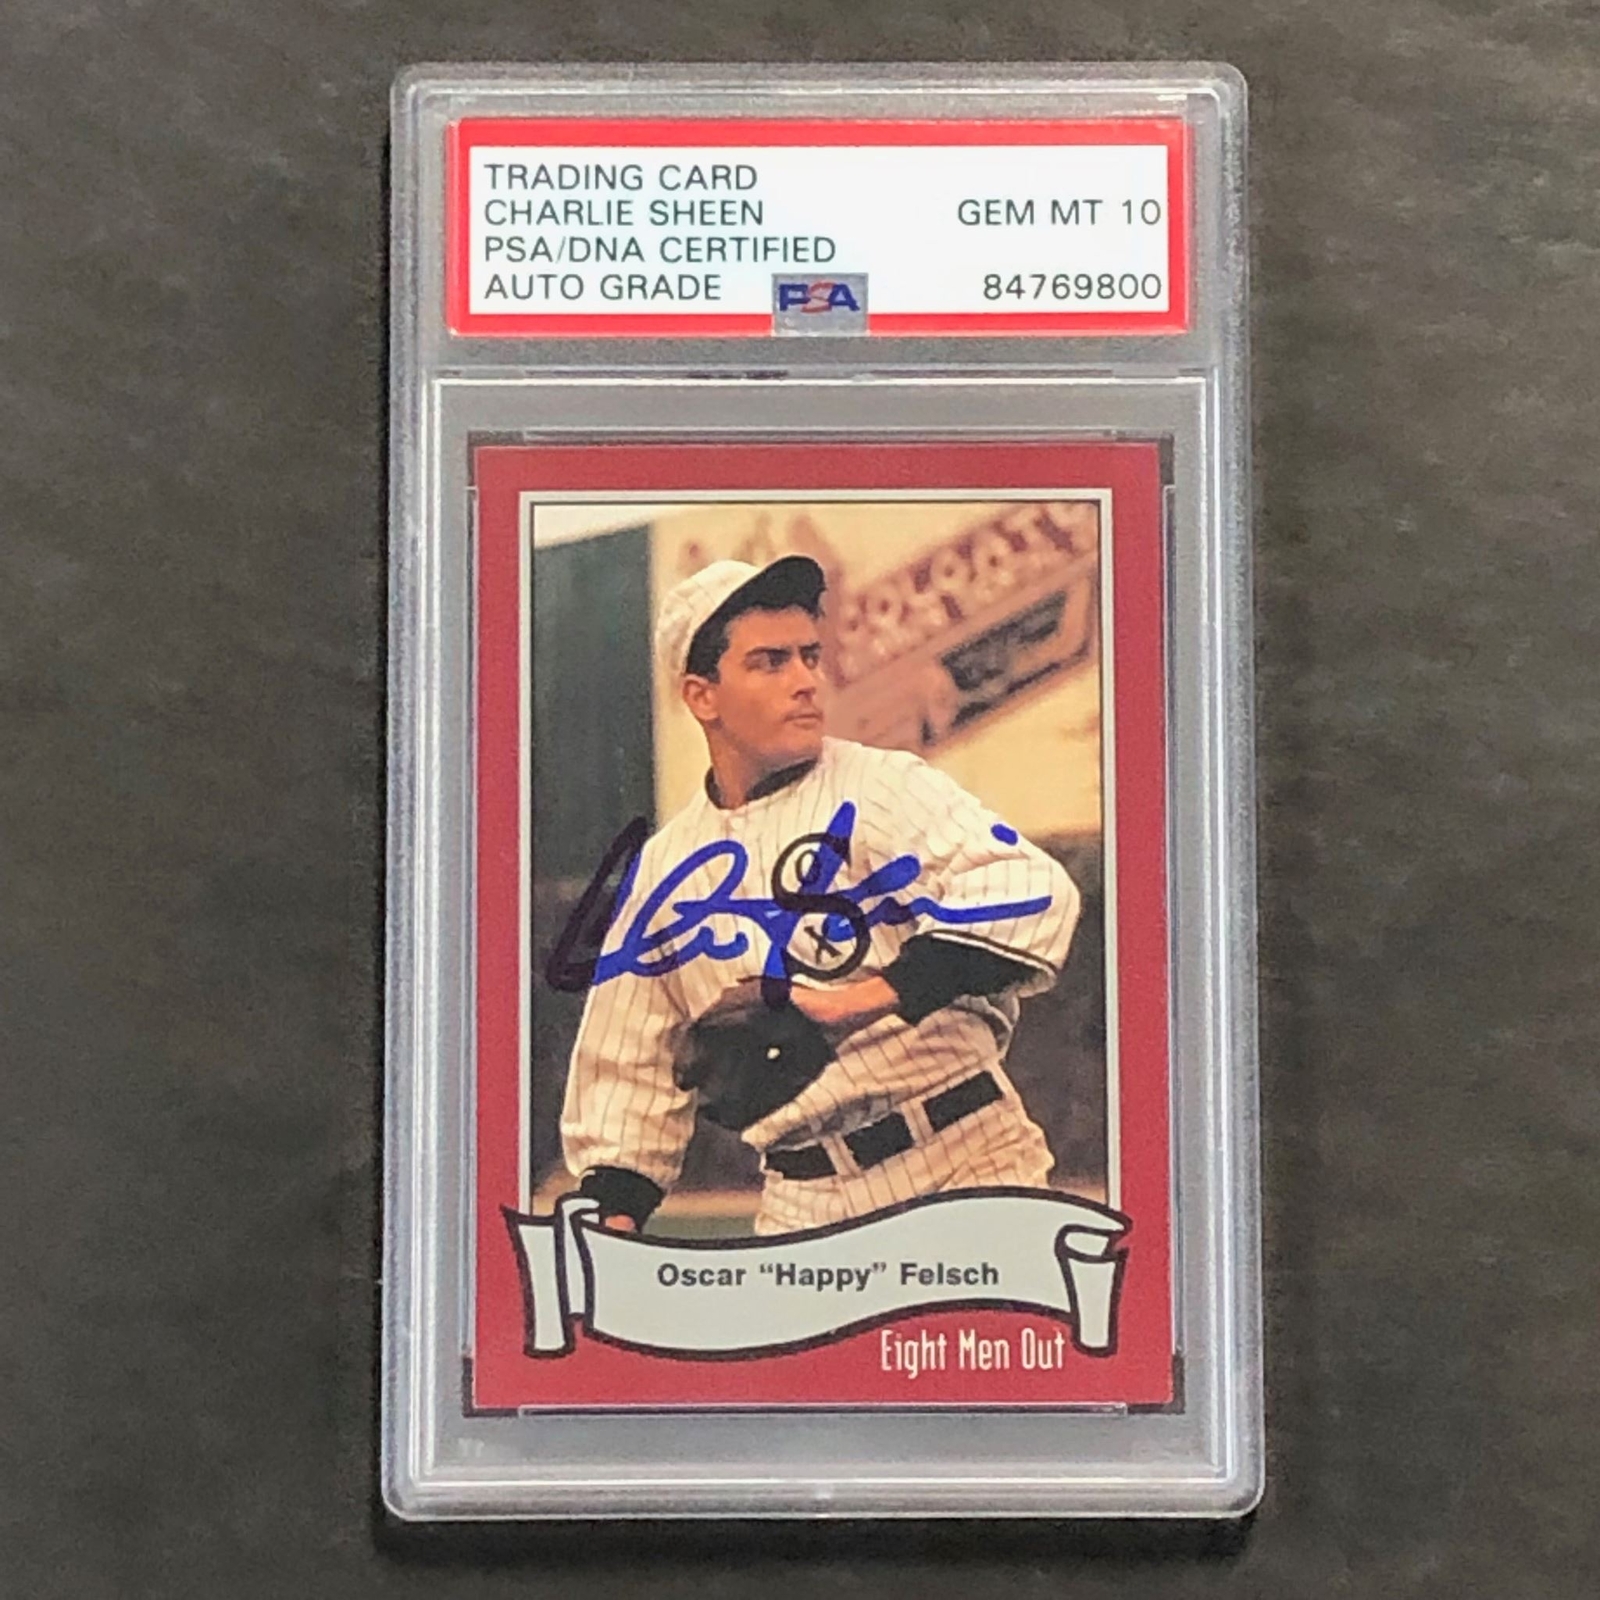 TRADING CARD
CHARLIE SHEEN
PSA/DNA CERTIFIED
AUTO GRADE
GEM MT 10
84769800
PSA
SOX
Oscar “Happy” Felsch
Eight Men Out